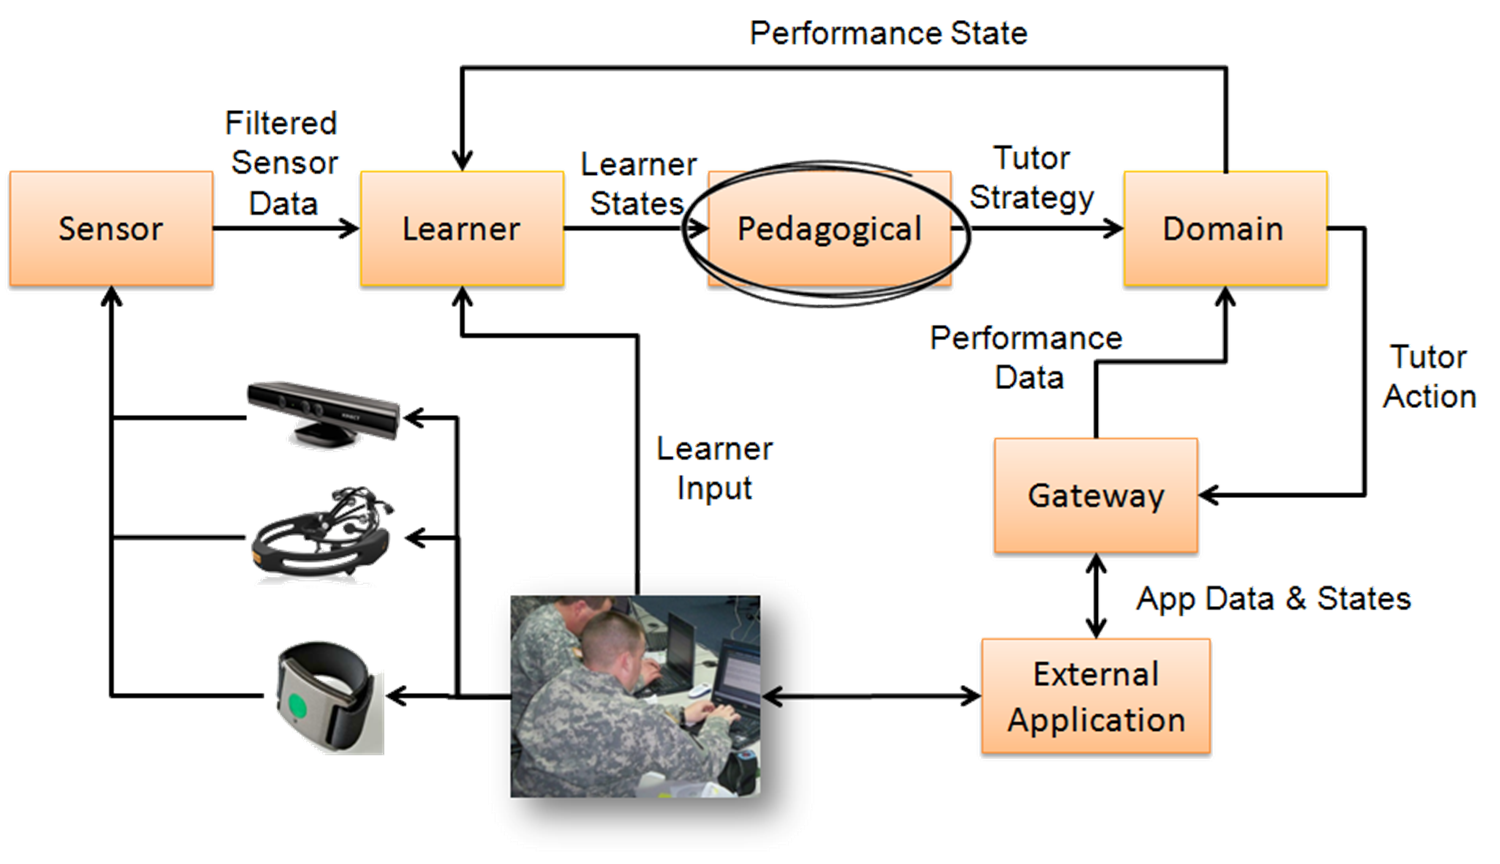 Performance State
Filtered
Sensor
Data
Learner
States
Tutor
Strategy
Sensor
Learner
Pedagogical
Domain
Performance
Data
Tutor
Action
Learner
Input
Gateway
App Data & States
External
Application